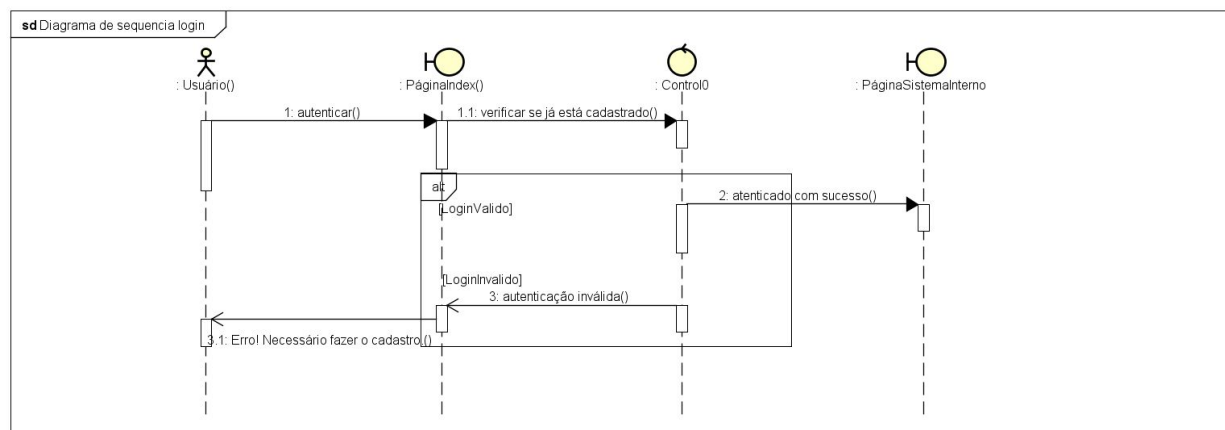 sd Diagrama de sequencia login
: Usuário()
: PáginaIndex()
: Control0
: PáginaSistemaInterno
1: autenticar()
1.1: verificar se já está cadastrado()
alt
2: atenticado com sucesso()
[LoginValido]
[LoginInvalido]
3: autenticação inválida()
3.1: Erro! Necessário fazer o cadastro.()